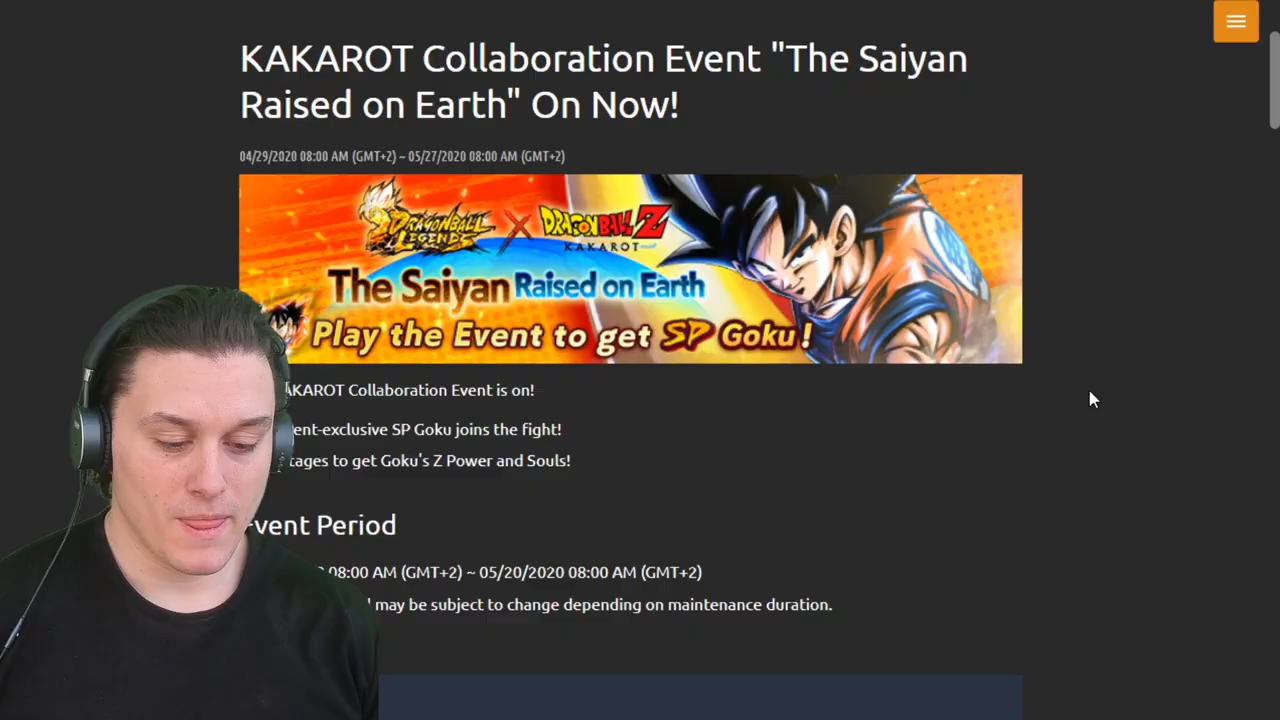 KAKAROT Collaboration Event "The Saiyan
Raised on Earth" On Now!
04/29/2020 08:00 AM (GMT+2) ~ 05/27/2020 08:00 AM (GMT+2)
DRAGONBALL LEGENDS X DRAGONBALL Z KAKAROT
The Saiyan Raised on Earth
Play the Event to get SP Goku!
KAKAROT Collaboration Event is on!
SP Goku joins the fight!
to get Goku's Z Power and Souls!
Event Period
08:00 AM (GMT+2) ~ 05/20/2020 08:00 AM (GMT+2)
may be subject to change depending on maintenance duration.